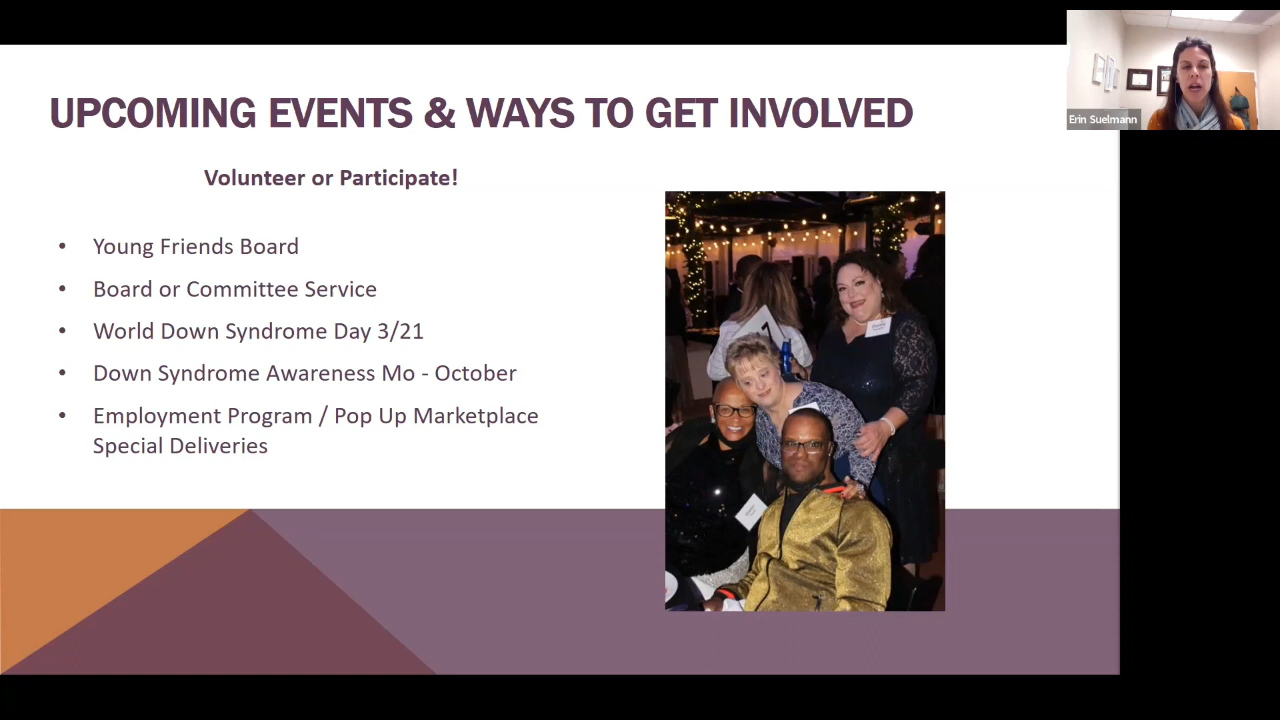 UPCOMING EVENTS & WAYS TO GET INVOLVED
Erin Suelmann
Volunteer or Participate!
• Young Friends Board
• Board or Committee Service
• World Down Syndrome Day 3/21
• Down Syndrome Awareness Mo - October
• Employment Program / Pop Up Marketplace
Special Deliveries